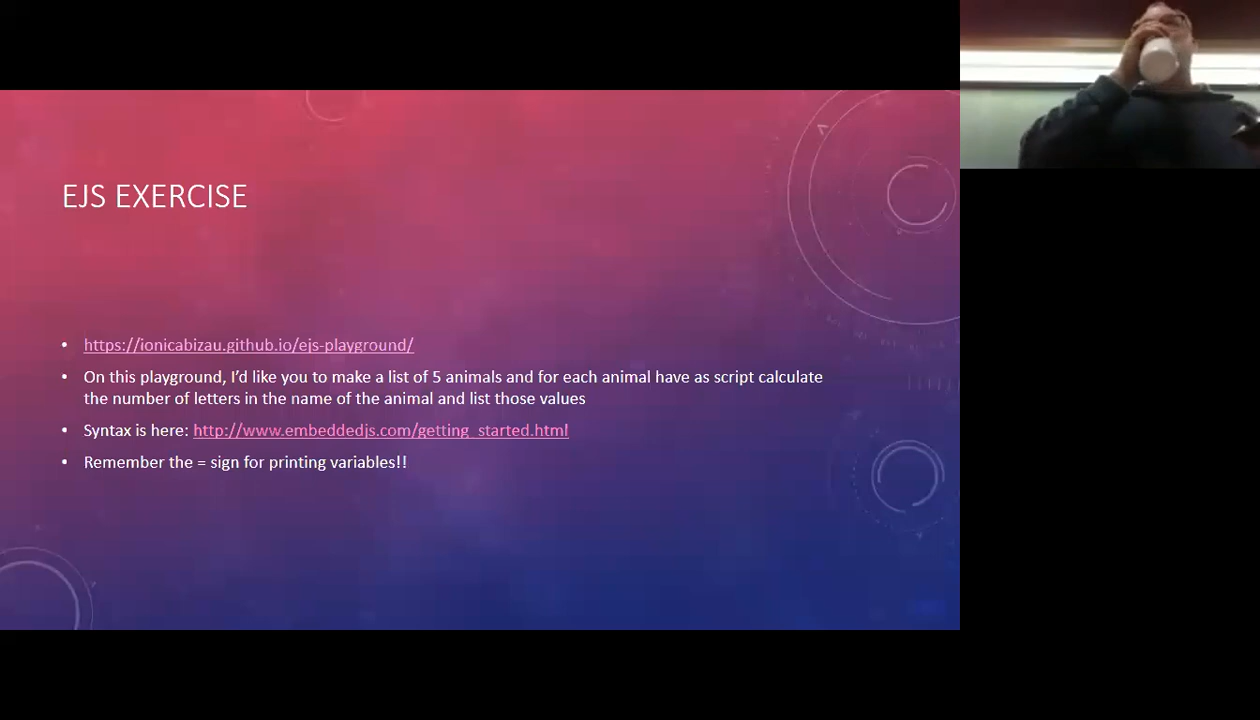 EJS EXERCISE
https://ionicabizau.github.io/ejs-playground/
On this playground, I'd like you to make a list of 5 animals and for each animal have as script calculate
the number of letters in the name of the animal and list those values
Syntax is here: http://www.embeddedjs.com/getting_started.html
Remember the = sign for printing variables!!